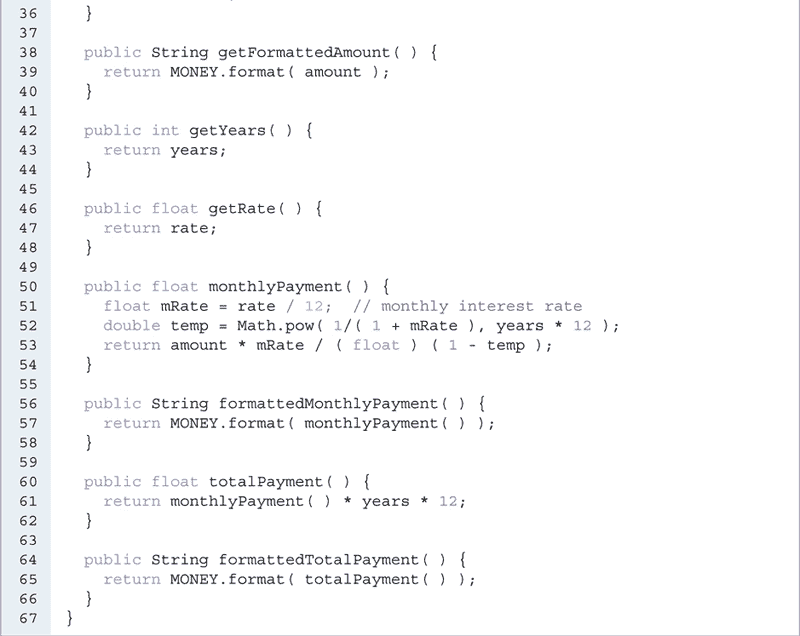 36 }
37
38 public String getFormattedAmount( ) {
39 return MONEY.format( amount );
40 }
41
42 public int getYears( ) {
43 return years;
44 }
45
46 public float getRate( ) {
47 return rate;
48 }
49
50 public float monthlyPayment( ) {
51 float mRate = rate / 12; // monthly interest rate
52 double temp = Math.pow( 1/( 1 + mRate ), years * 12 );
53 return amount * mRate / ( float ) ( 1 - temp );
54 }
55
56 public String formattedMonthlyPayment( ) {
57 return MONEY.format( monthlyPayment( ) );
58 }
59
60 public float totalPayment( ) {
61 return monthlyPayment( ) * years * 12;
62 }
63
64 public String formattedTotalPayment( ) {
65 return MONEY.format( totalPayment( ) );
66 }
67 }